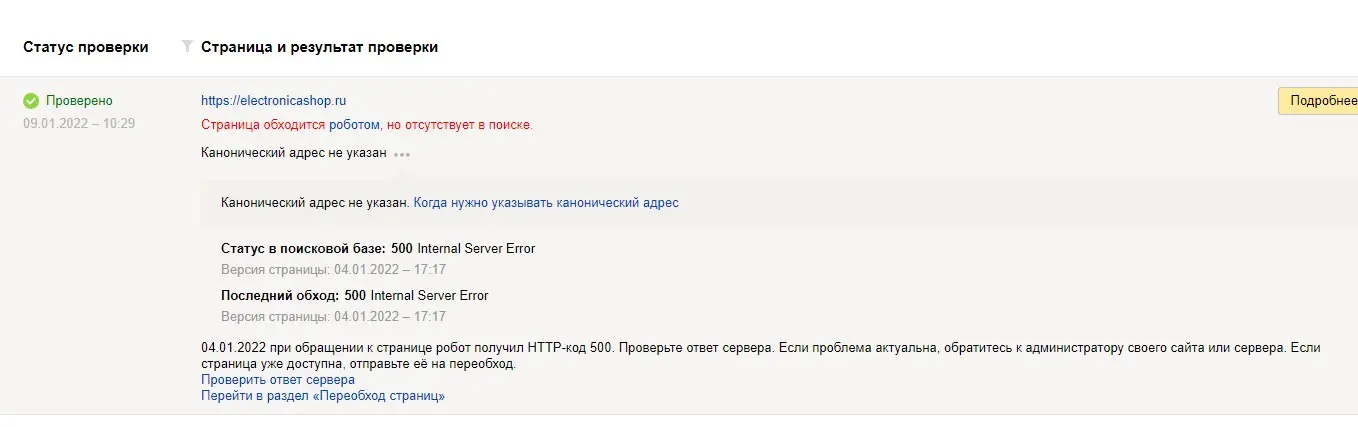 Статус проверки Страница и результат проверки
Проверено https://electronicashop.ru Подробнее
09.01.2022 – 10:29 Страница обходится роботом, но отсутствует в поиске.
Канонический адрес не указан •••
Канонический адрес не указан. Когда нужно указывать канонический адрес
Статус в поисковой базе: 500 Internal Server Error
Версия страницы: 04.01.2022 – 17:17
Последний обход: 500 Internal Server Error
Версия страницы: 04.01.2022 – 17:17
04.01.2022 при обращении к странице робот получил HTTP-код 500. Проверьте ответ сервера. Если проблема актуальна, обратитесь к администратору своего сайта или сервера. Если
страница уже доступна, отправьте её на переобход.
Проверить ответ сервера
Перейти в раздел «Переобход страниц»